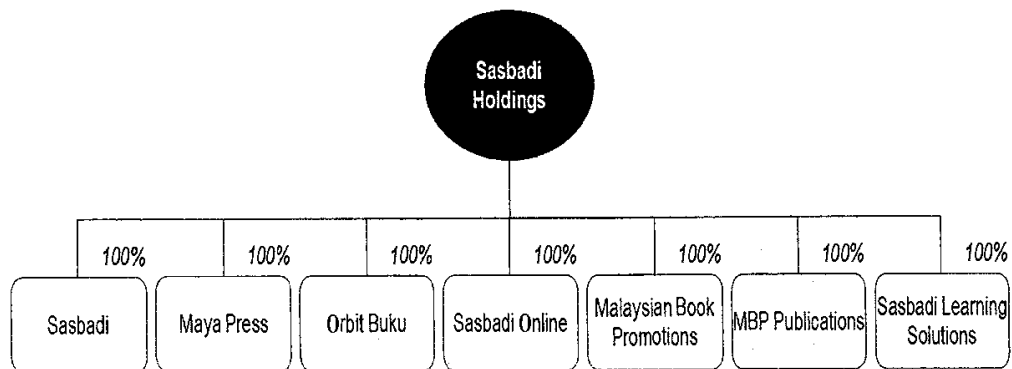 Sasbadi
Holdings
100% 100% 100% 100% 100% 100% 100%
Sasbadi
Maya Press
Orbit Buku
Sasbadi Online
Malaysian Book
Promotions
MBP Publications
Sasbadi Learning
Solutions